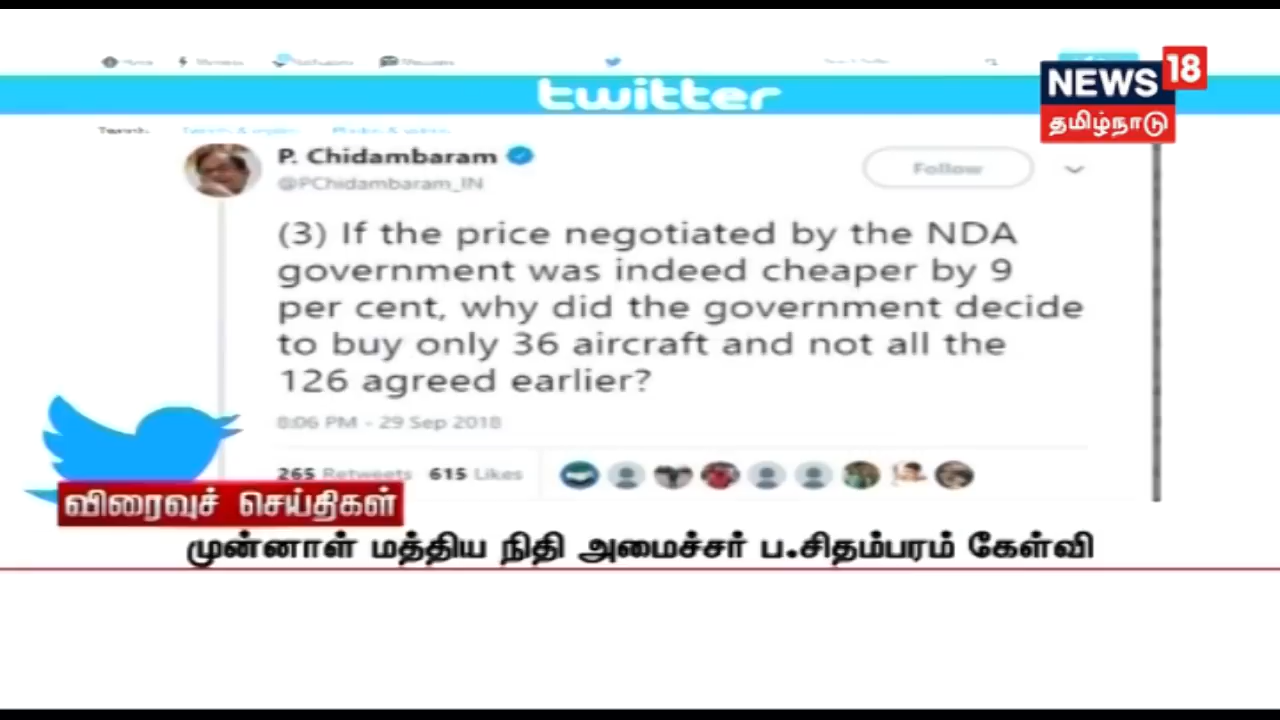 twitter
NEWS 18
தமிழ்நாடு
P. Chidambaram
@PChidambaram_IN
Follow
(3) If the price negotiated by the NDA
government was indeed cheaper by 9
per cent, why did the government decide
to buy only 36 aircraft and not all the
126 agreed earlier?
8:06 PM - 29 Sep 2018
265 Retweets 615 Likes
விரைவுச் செய்திகள்
முன்னாள் மத்திய நிதி அமைச்சர் ப.சிதம்பரம் கேள்வி